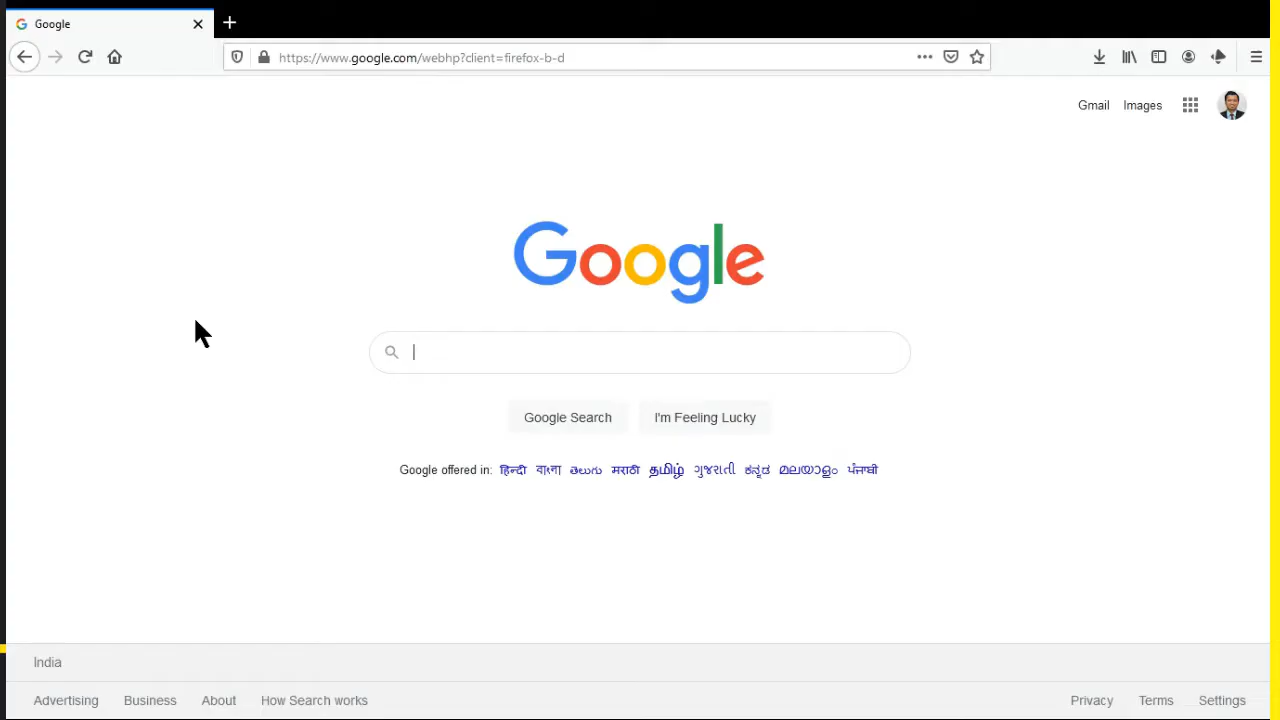 Google
https://www.google.com/webhp?client=firefox-b-d
Gmail Images
Google
Google Search I'm Feeling Lucky
Google offered in: हिन्दी বাংলা తెలుగు मराठी தமிழ் ગુજરાતી ಕನ್ನಡ മലയാളം ਪੰਜਾਬੀ
India
Advertising Business About How Search works Privacy Terms Settings